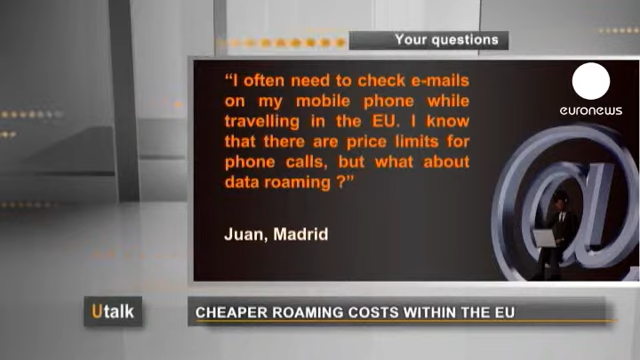 Your questions
“I often need to check e-mails
on my mobile phone while
travelling in the EU. I know
that there are price limits for
phone calls, but what about
data roaming ?”
Juan, Madrid
euronews
@
Utalk
CHEAPER ROAMING COSTS WITHIN THE EU